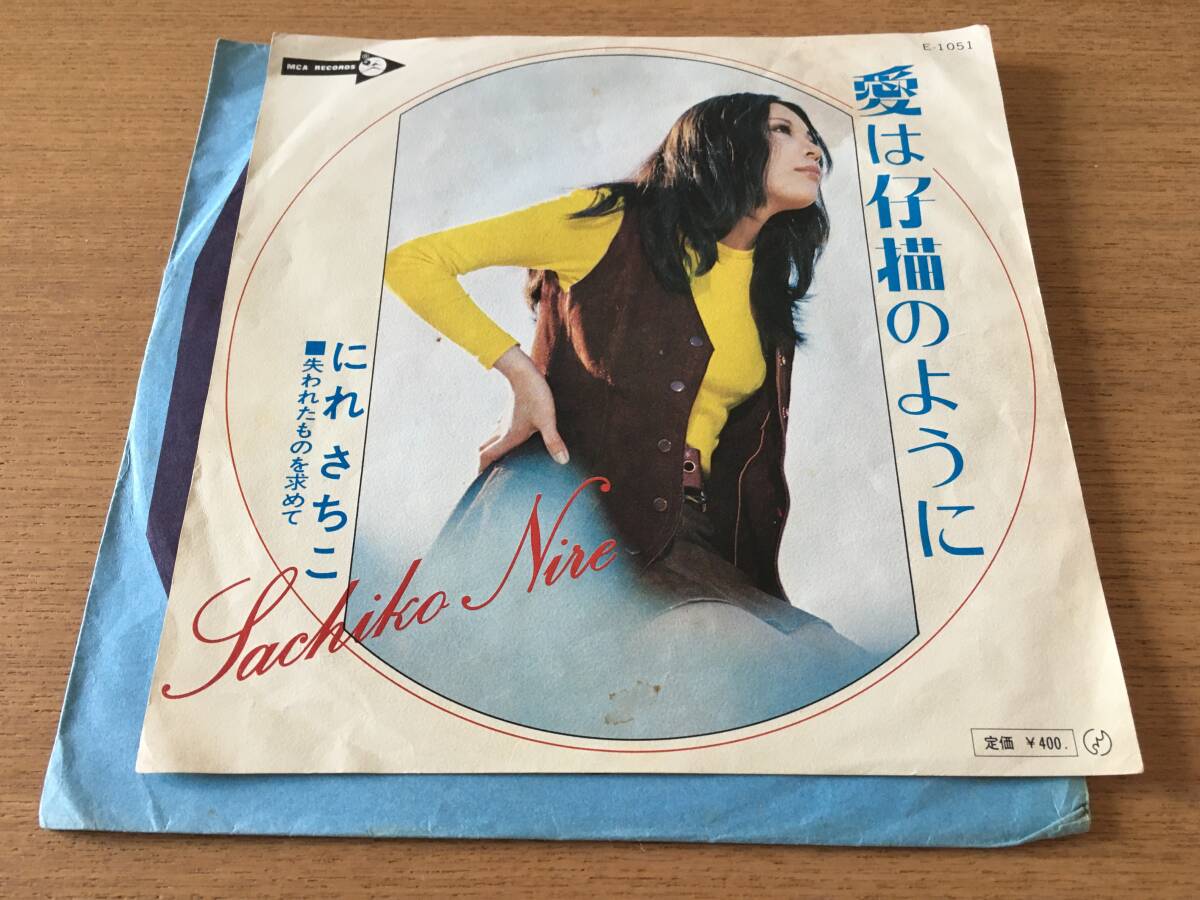 MCA RECORDS
E-1051
愛は仔猫のように
にれ さちこ
■失われたものを求めて
Sachiko Nire
定価 ¥400.